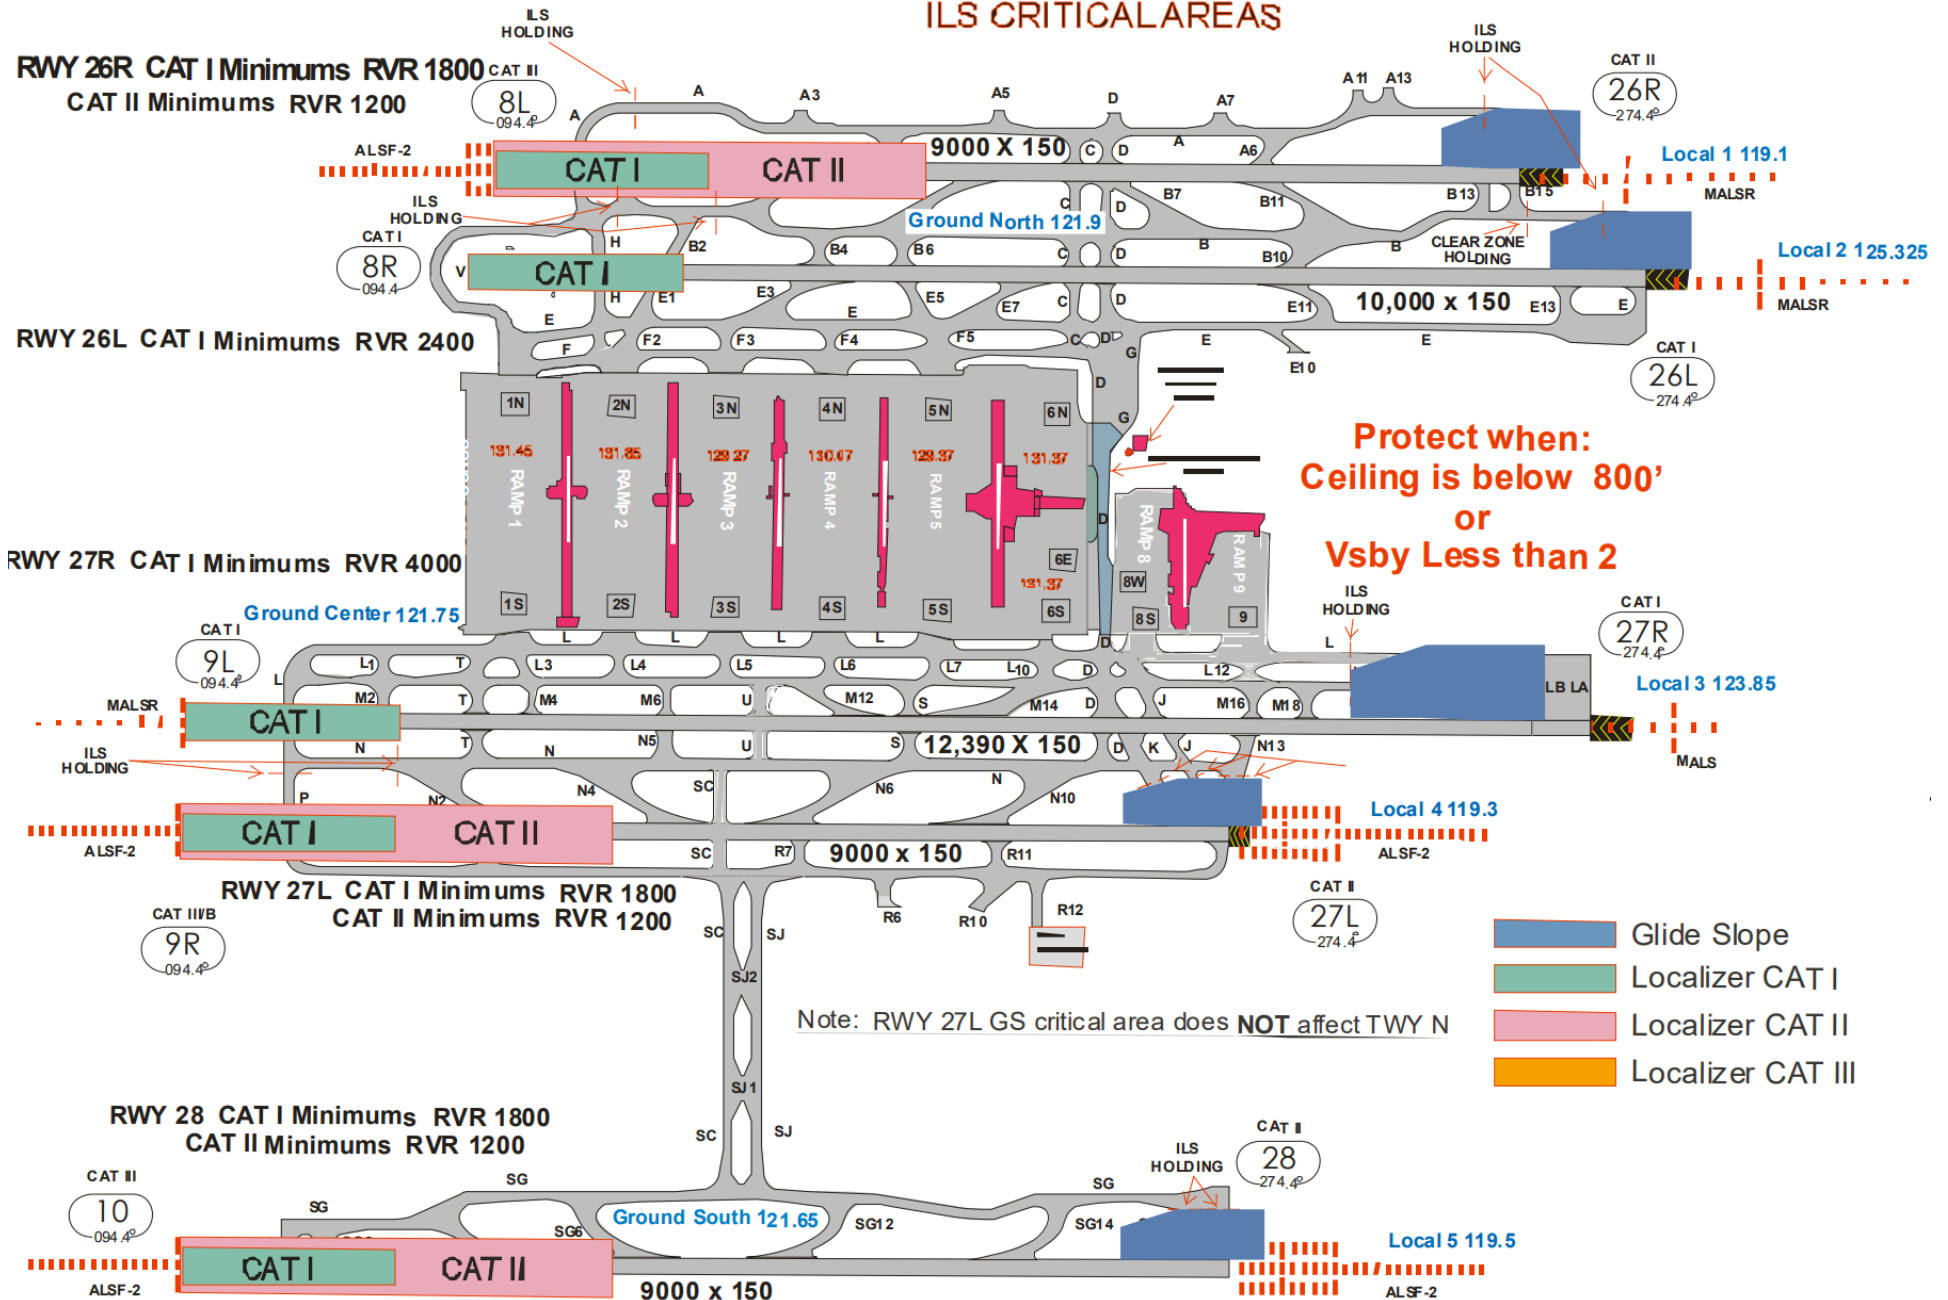 ILS CRITICAL AREAS
ILS
HOLDING
RWY 26R CAT I Minimums RVR 1800
CAT II Minimums RVR 1200
CAT III
8L
094.4°
ALSF-2
CAT I
CAT II
A
A
A3
A5
D
A7
A11
A13
ILS
HOLDING
CAT II
26R
274.4°
9000 X 150
C
D
A
A6
Local 1 119.1
MALSR
ILS
HOLDING
C
D
B7
B11
B13
B15
Ground North 121.9
CAT I
8R
094.4
V
H
B2
B4
B6
C
D
B
B10
B
CLEAR ZONE
HOLDING
Local 2 125.325
MALSR
CAT I
H
E1
E3
E
E5
E7
C
D
E11
10,000 x 150
E13
E
E
E
RWY 26L CAT I Minimums RVR 2400
F
F2
F3
F4
F5
C
D
G
E
E10
E
CAT I
26L
274.4°
D
G
1N
2N
3N
4N
5N
6N
131.45
131.85
129.27
130.07
129.37
131.37
RAMP 1
RAMP 2
RAMP 3
RAMP 4
RAMP 5
D
RAMP 8
RAMP 9
Protect when:
Ceiling is below 800'
or
Vsby Less than 2
RWY 27R CAT I Minimums RVR 4000
6E
131.37
8W
1S
2S
3S
4S
5S
6S
8S
9
Ground Center 121.75
ILS
HOLDING
CAT I
27R
274.4°
CAT I
9L
094.4°
L
L
L
L
D
L
L
L1
T
L3
L4
L5
L6
L7
L10
D
L12
LB LA
Local 3 123.85
MALS
MALSR
CAT I
M2
T
M4
M6
U
M12
S
M14
D
J
M16
M18
N
T
N
N5
U
S
12,390 X 150
D
K
J
N13
ILS
HOLDING
P
N2
N4
SC
N6
N
N10
ALSF-2
CAT I
CAT II
Local 4 119.3
ALSF-2
SC
R7
9000 x 150
R11
RWY 27L CAT I Minimums RVR 1800
CAT II Minimums RVR 1200
R6
R10
R12
CAT II
27L
274.4°
CAT III/B
9R
094.4°
SC
SJ
SJ2
Note: RWY 27L GS critical area does NOT affect TWY N
Glide Slope
Localizer CAT I
Localizer CAT II
Localizer CAT III
SJ1
SC
SJ
RWY 28 CAT I Minimums RVR 1800
CAT II Minimums RVR 1200
CAT III
10
094.4°
SG
SG
SG
ILS
HOLDING
CAT II
28
274.4°
SG6
Ground South 121.65
SG12
SG14
CAT I
CAT II
ALSF-2
9000 x 150
Local 5 119.5
ALSF-2